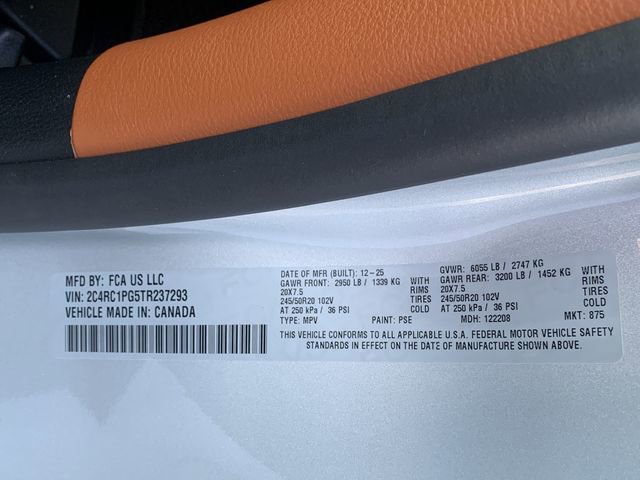 MFD BY: FCA US LLC
VIN: 2C4RC1PG5TR237293
VEHICLE MADE IN: CANADA
DATE OF MFR (BUILT): 12-25
GAWR FRONT: 2950 LB / 1339 KG WITH
20X7.5 RIMS
245/50R20 102V
AT 250 kPa / 36 PSI COLD
TYPE: MPV PAINT: PSE
GVWR: 6055 LB / 2747 KG
GAWR REAR: 3200 LB / 1452 KG WITH
20X7.5 RIMS
245/50R20 102V
AT 250 kPa / 36 PSI COLD
MDH: 122208 MKT: 875
THIS VEHICLE CONFORMS TO ALL APPLICABLE U.S.A. FEDERAL MOTOR VEHICLE SAFETY
STANDARDS IN EFFECT ON THE DATE OF MANUFACTURE SHOWN ABOVE.